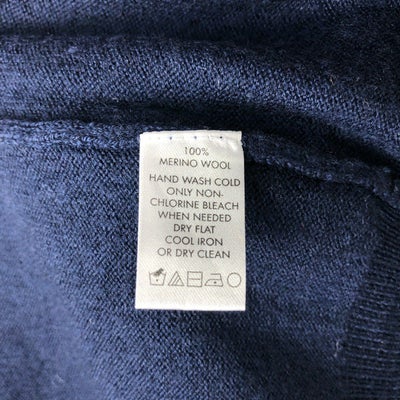 100%
MERINO WOOL
HAND WASH COLD
ONLY NON-
CHLORINE BLEACH
WHEN NEEDED
DRY FLAT
COOL IRON
OR DRY CLEAN